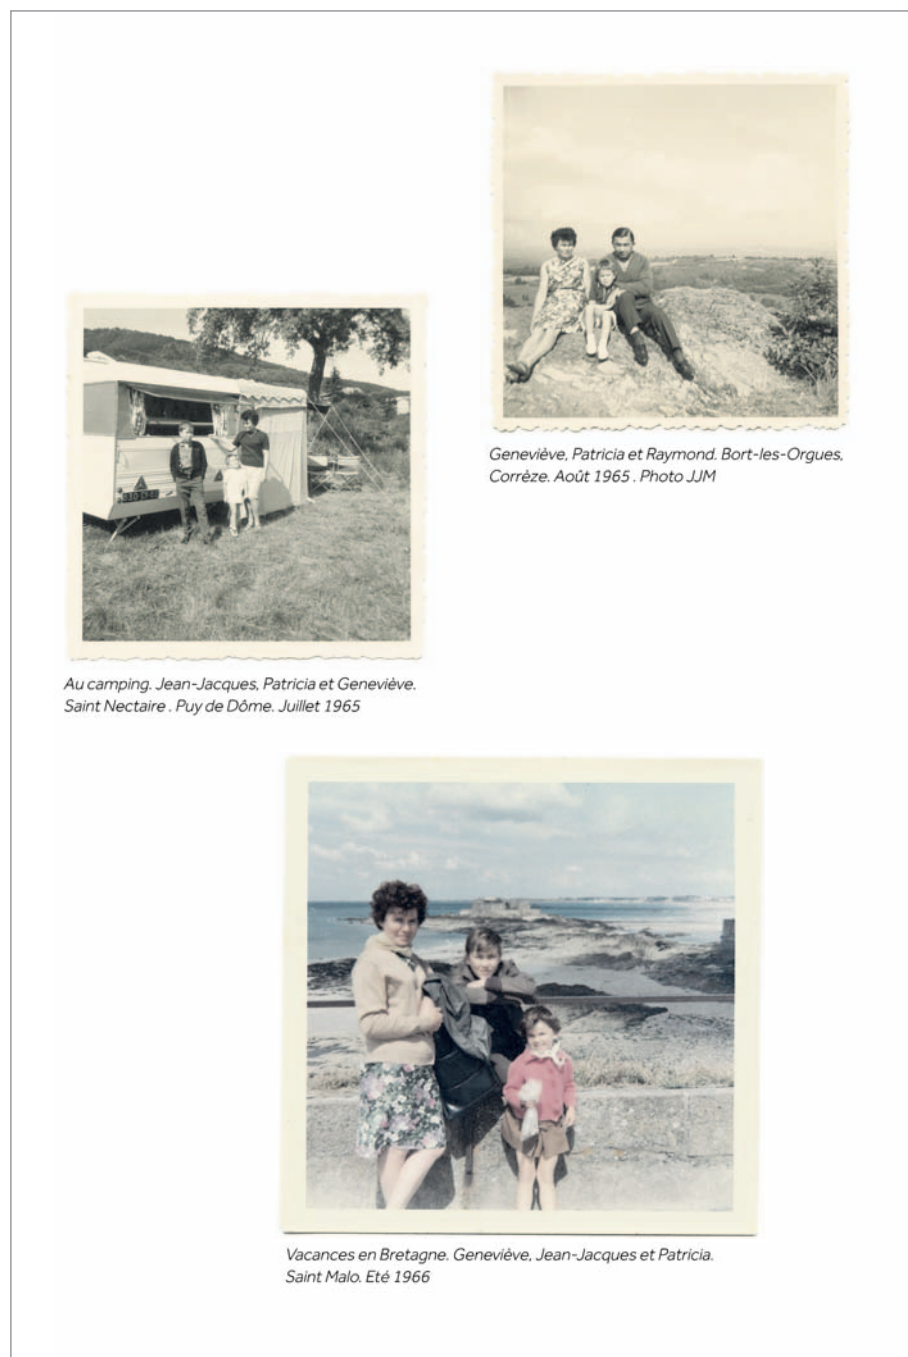 Geneviève, Patricia et Raymond. Bort-les-Orgues,
Corrèze. Août 1965 . Photo JJM
Au camping. Jean-Jacques, Patricia et Geneviève.
Saint Nectaire . Puy de Dôme. Juillet 1965
Vacances en Bretagne. Geneviève, Jean-Jacques et Patricia.
Saint Malo. Eté 1966